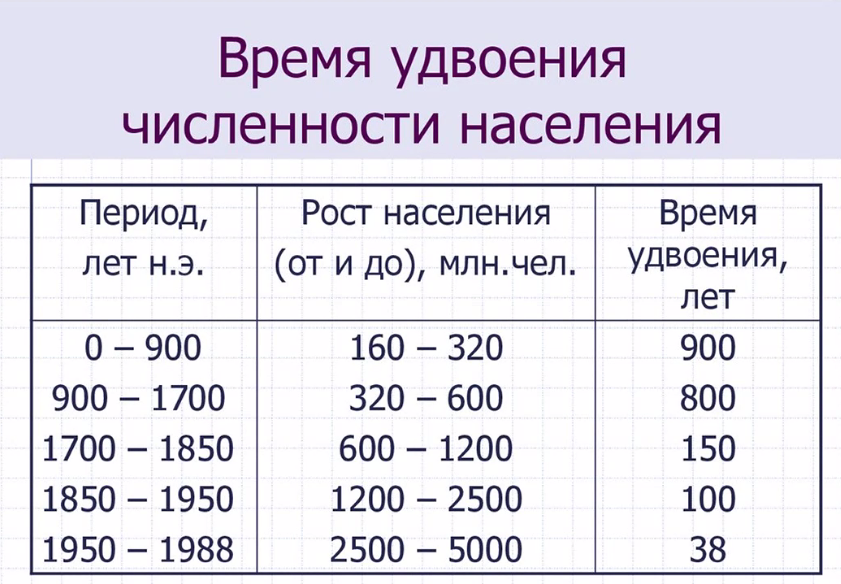 Время удвоения
численности населения
Период,
лет н.э.
Рост населения
(от и до), млн.чел.
Время
удвоения,
лет
0 – 900 160 – 320 900
900 – 1700 320 – 600 800
1700 – 1850 600 – 1200 150
1850 – 1950 1200 – 2500 100
1950 – 1988 2500 – 5000 38